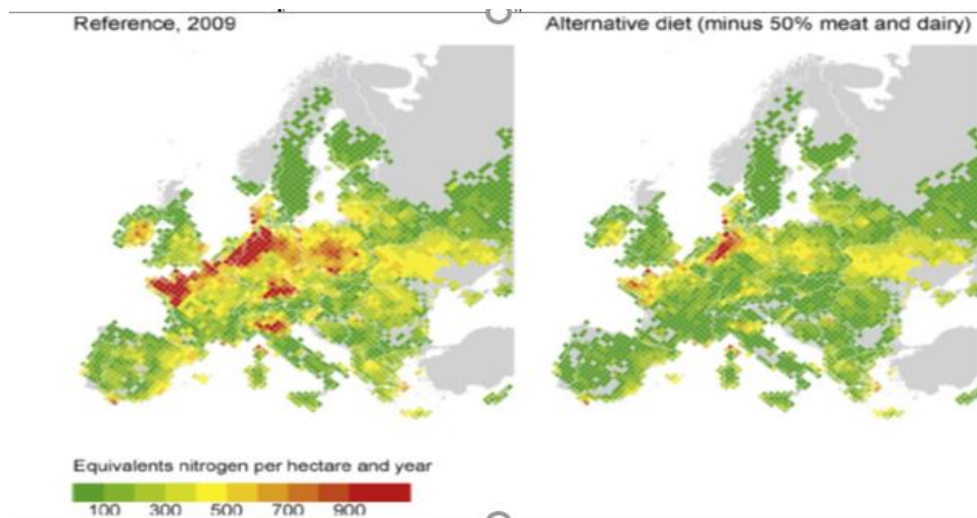 Reference, 2009
Alternative diet (minus 50% meat and dairy)
Equivalents nitrogen per hectare and year
100 300 500 700 900